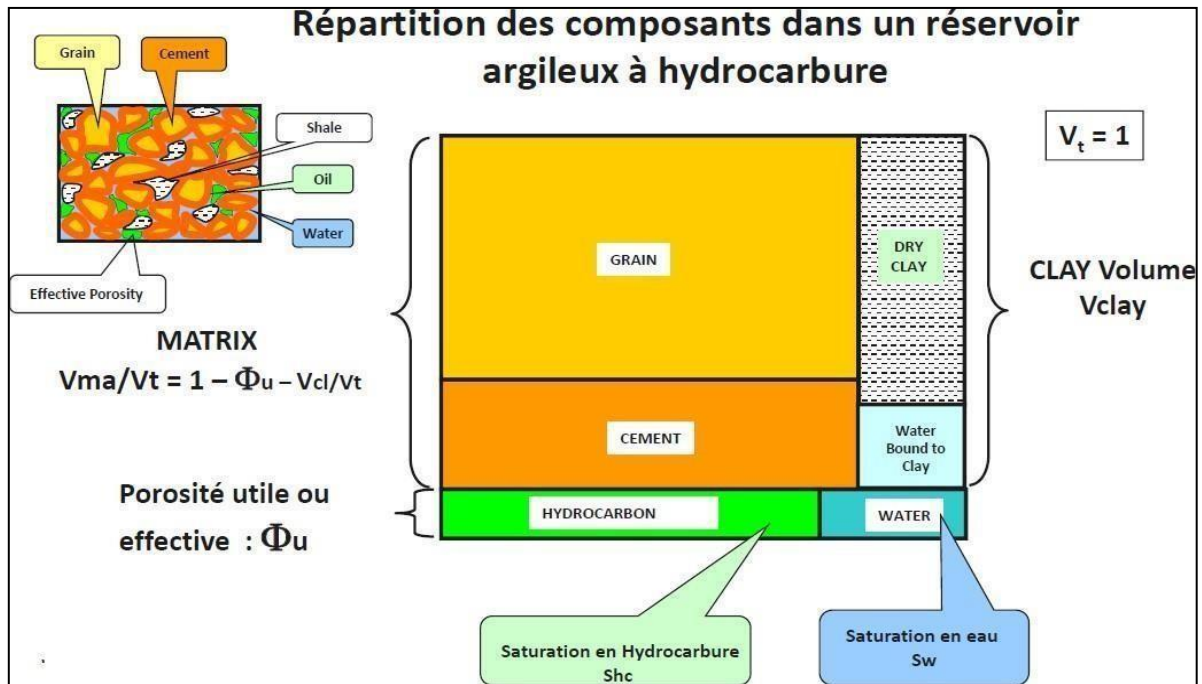 Répartition des composants dans un réservoir
argileux à hydrocarbure
Grain
Cement
Shale
Oil
Water
Effective Porosity
V_t = 1
GRAIN
DRY
CLAY
CLAY Volume
Vclay
MATRIX
Vma/Vt = 1 – Φu – Vcl/Vt
CEMENT
Water
Bound to
Clay
Porosité utile ou
effective : Φu
HYDROCARBON
WATER
Saturation en Hydrocarbure
Shc
Saturation en eau
Sw